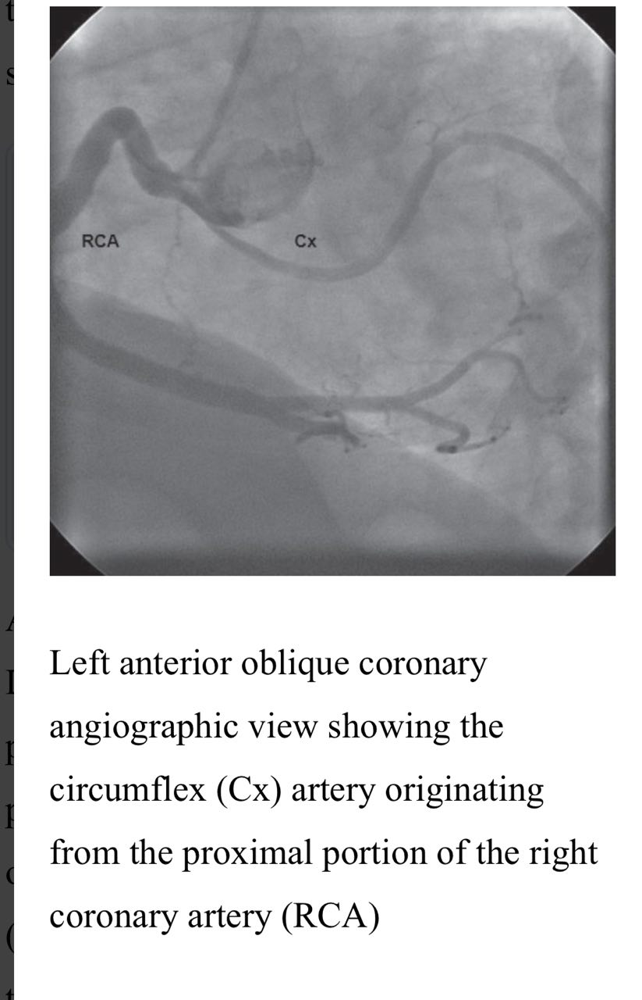 RCA
Cx
Left anterior oblique coronary
angiographic view showing the
circumflex (Cx) artery originating
from the proximal portion of the right
coronary artery (RCA)